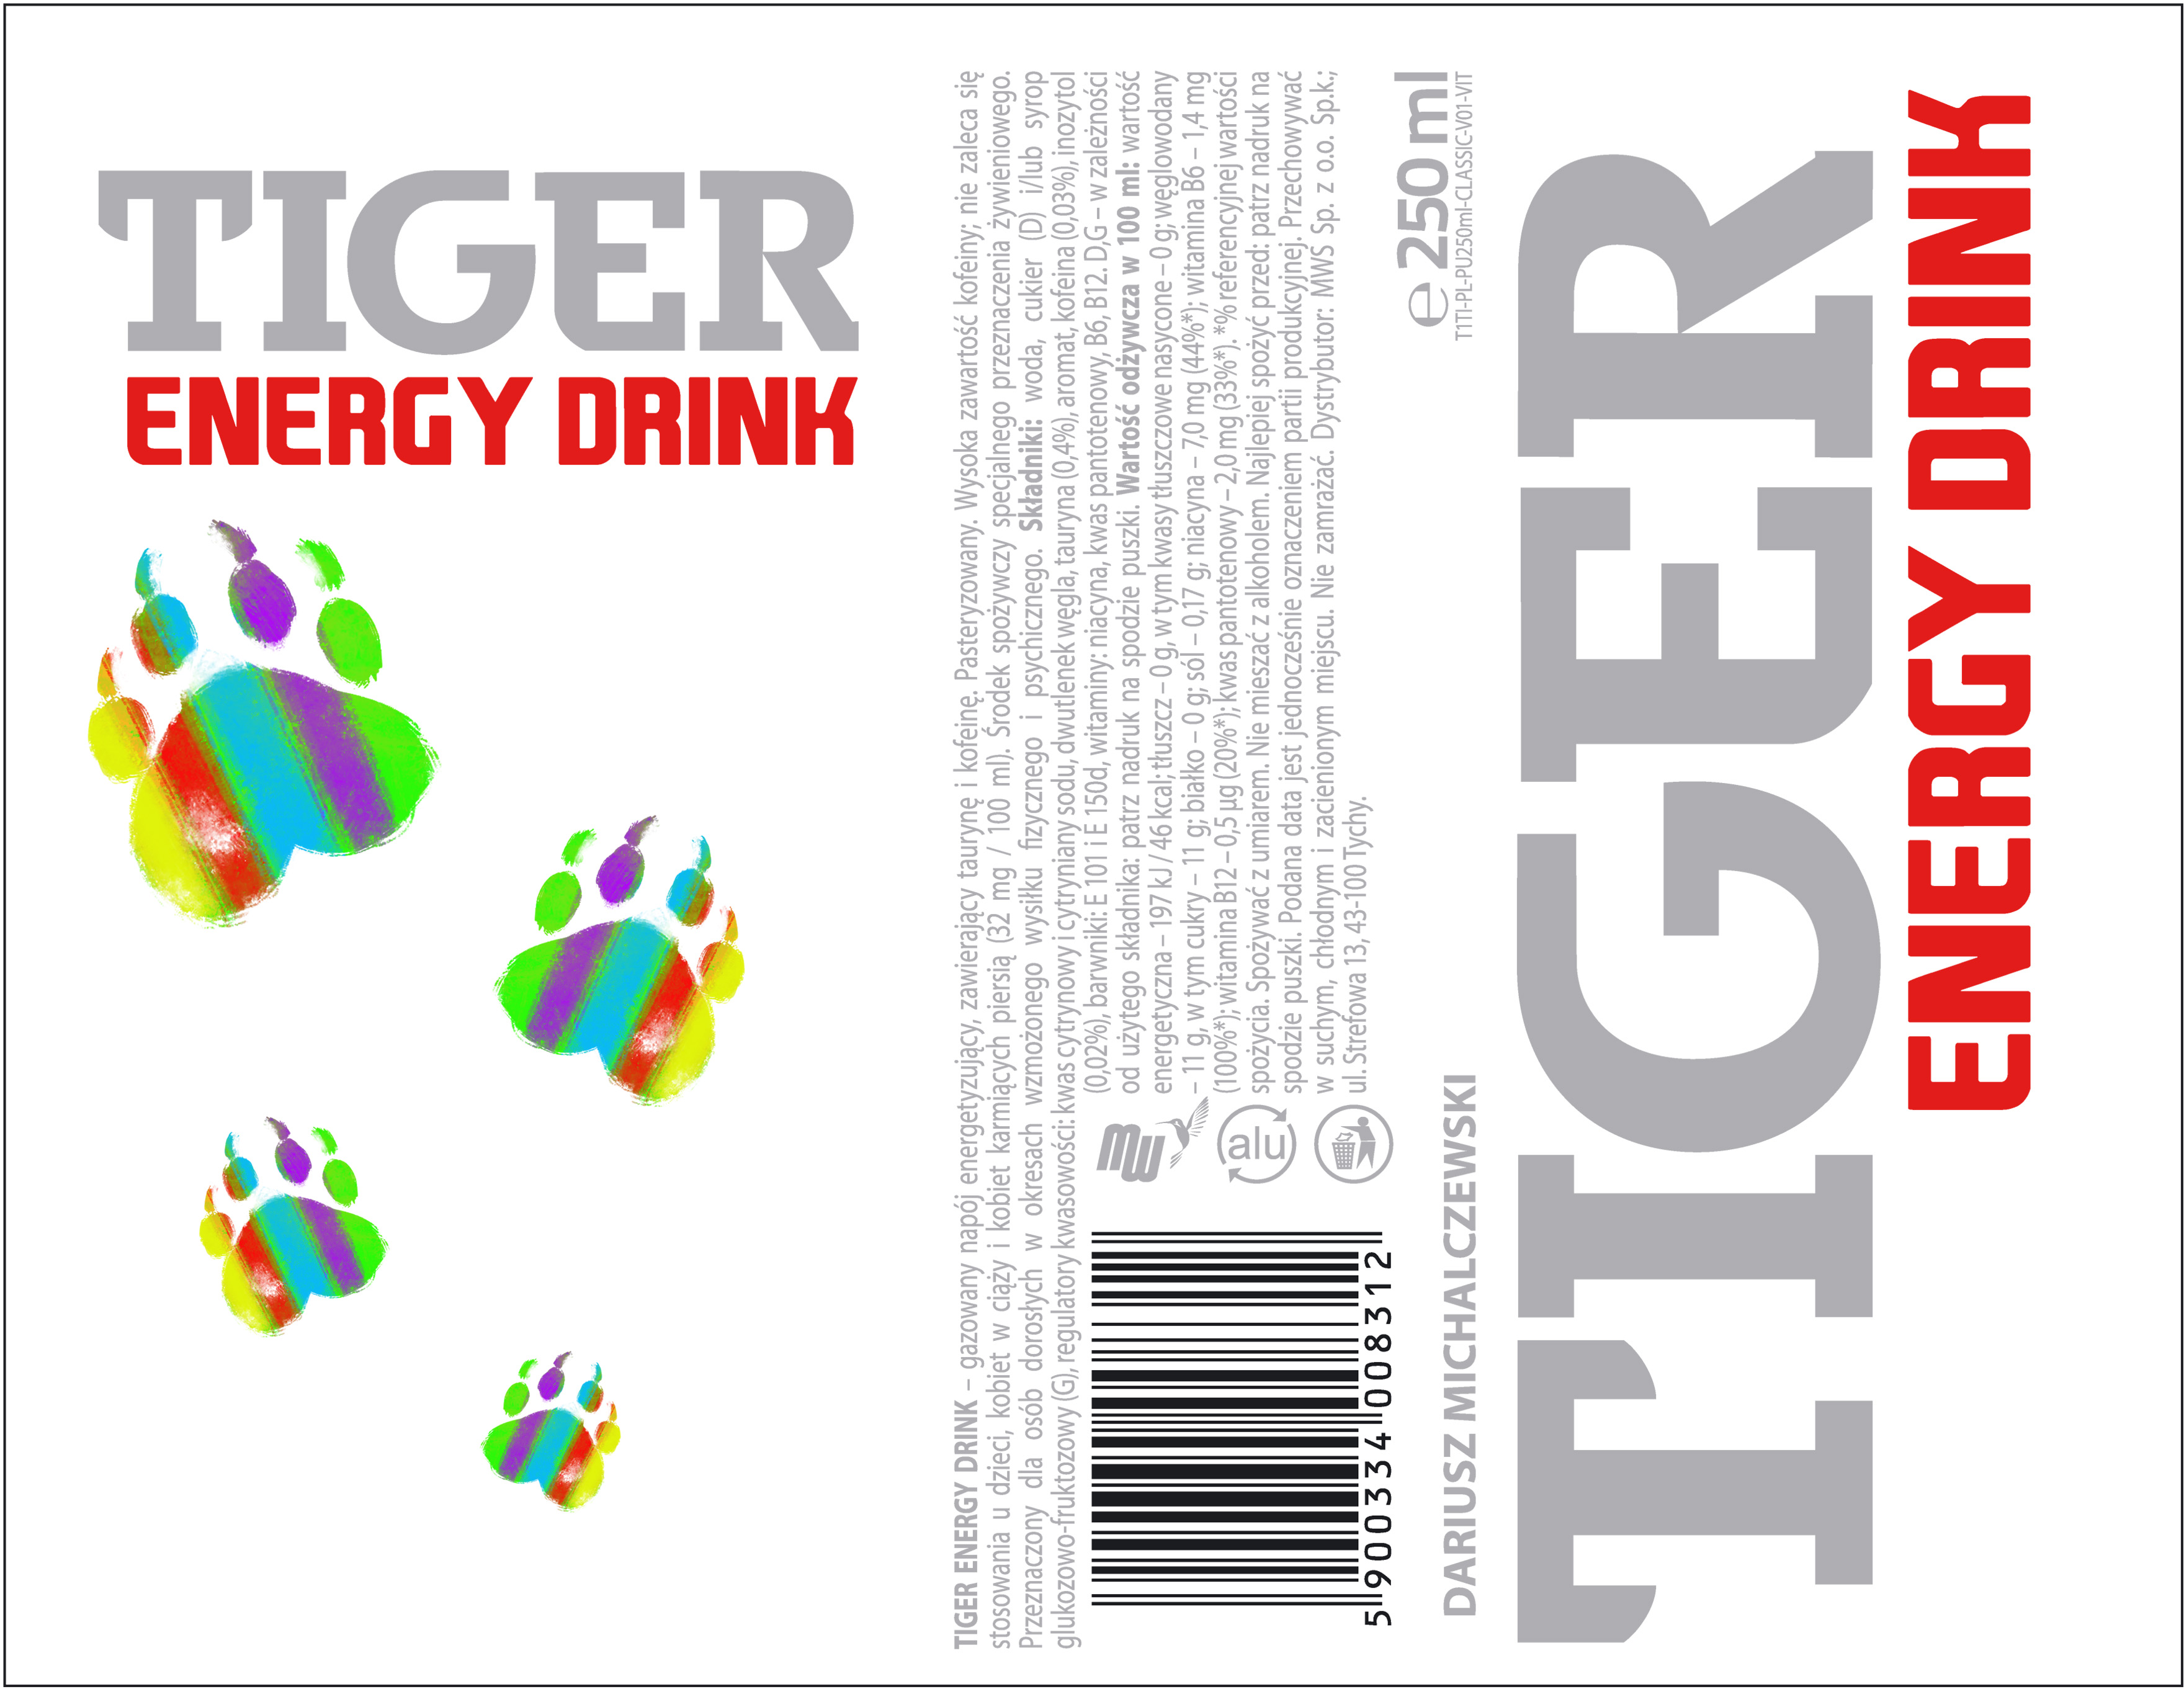 TIGER
ENERGY DRINK
TIGER ENERGY DRINK – gazowany napój energetyzujący, zawierający taurynę i kofeinę. Pasteryzowany. Wysoka zawartość kofeiny; nie zaleca się
stosowania u dzieci, kobiet w ciąży i kobiet karmiących piersią (32 mg / 100 ml). Środek spożywczy specjalnego przeznaczenia żywieniowego.
Przeznaczony dla osób dorosłych w okresach wzmożonego wysiłku fizycznego i psychicznego. Składniki: woda, cukier (D) i/lub syrop
glukozowo-fruktozowy (G), regulatory kwasowości: kwas cytrynowy i cytryniany sodu, dwutlenek węgla, tauryna (0,4%), aromat, kofeina (0,03%), inozytol
(0,02%), barwniki: E 101 i E 150d, witaminy: niacyna, kwas pantotenowy, B6, B12. D,G – w zależności
od użytego składnika: patrz nadruk na spodzie puszki. Wartość odżywcza w 100 ml: wartość
energetyczna – 197 kJ / 46 kcal; tłuszcz – 0 g, w tym kwasy tłuszczowe nasycone – 0 g; węglowodany
– 11 g, w tym cukry – 11 g; białko – 0 g; sól – 0,17 g; niacyna – 7,0 mg (44%*); witamina B6 – 1,4 mg
(100%*); witamina B12 – 0,5 µg (20%*); kwas pantotenowy – 2,0 mg (33%*). *% referencyjnej wartości
spożycia. Spożywać z umiarem. Nie mieszać z alkoholem. Najlepiej spożyć przed: patrz nadruk na
spodzie puszki. Podana data jest jednocześnie oznaczeniem partii produkcyjnej. Przechowywać
w suchym, chłodnym i zacienionym miejscu. Nie zamrażać. Dystrybutor: MWS Sp. z o.o. Sp.k.;
ul. Strefowa 13, 43-100 Tychy.
MW
alu
5 900334 008312
e 250 ml
T1TI-PL-PU250ml-CLASSIC-V01-VIT
DARIUSZ MICHALCZEWSKI
TIGER
ENERGY DRINK